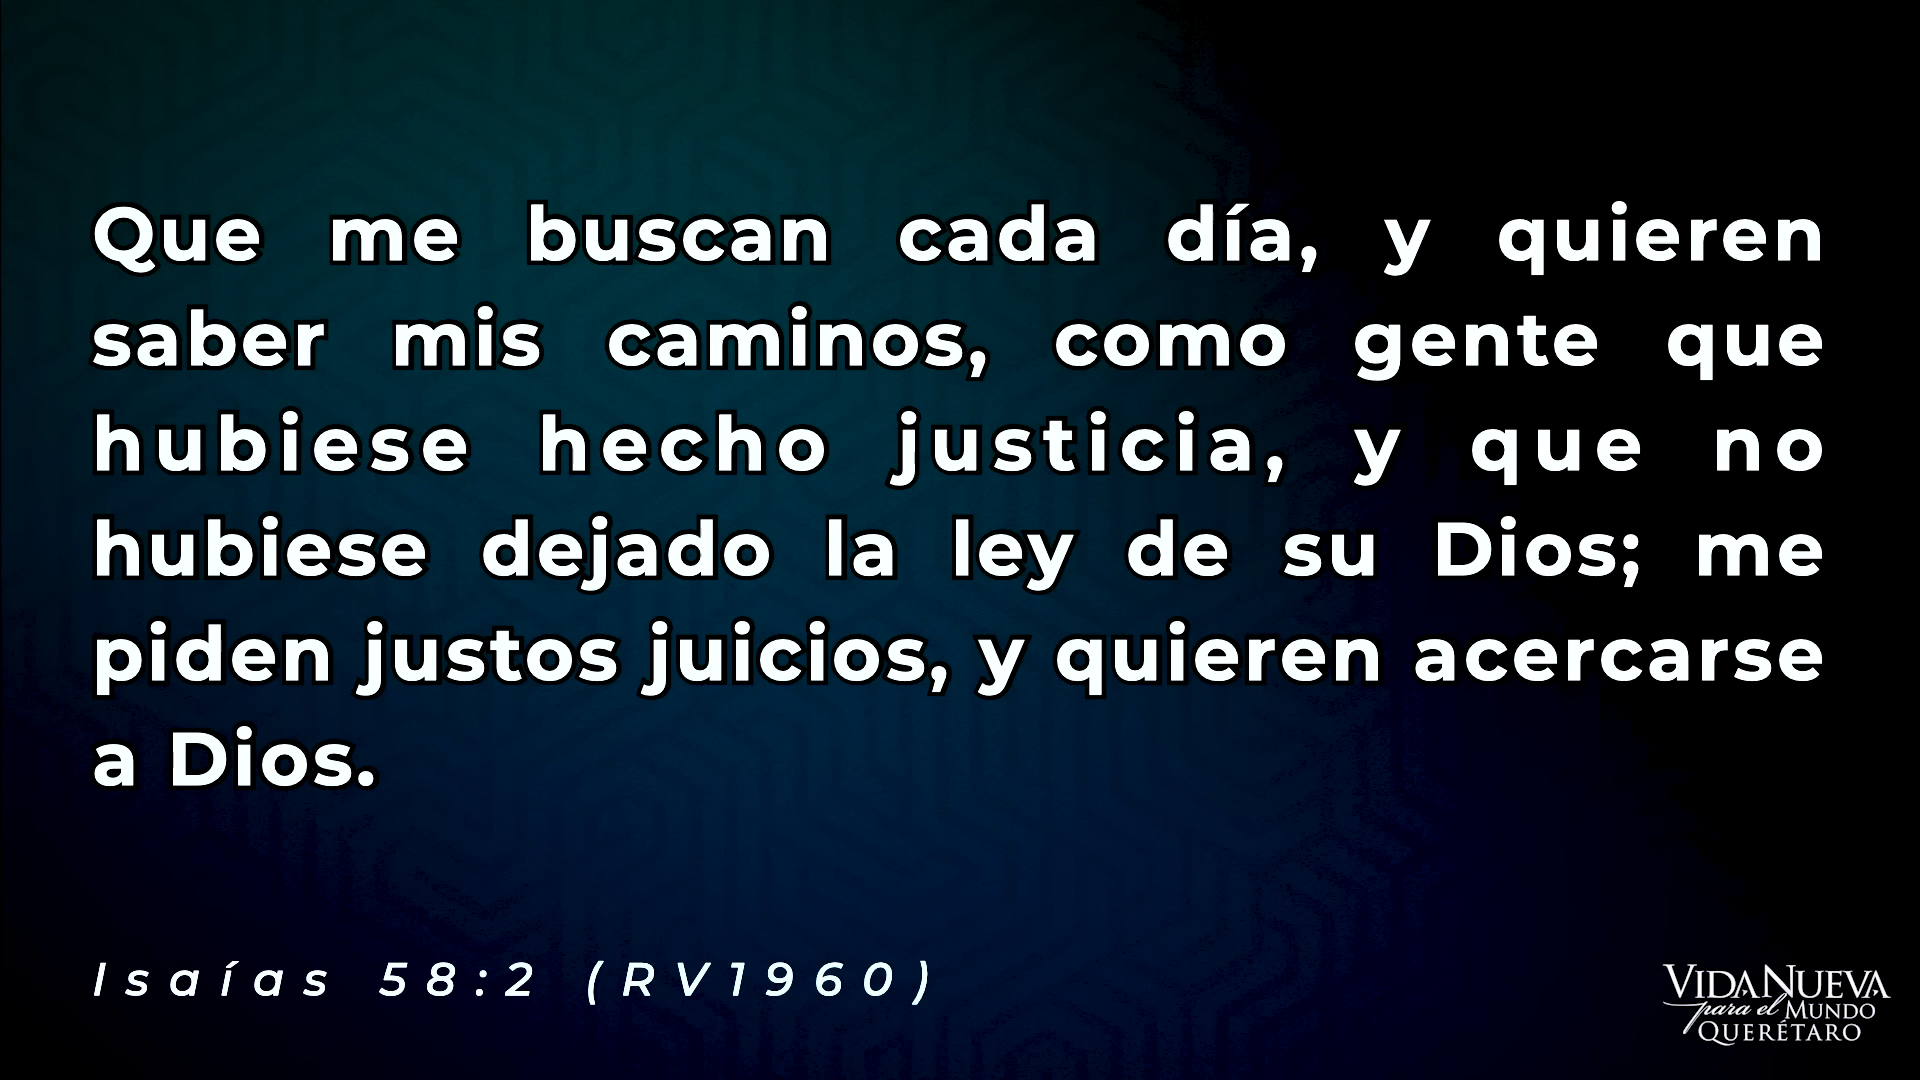 Que me buscan cada día, y quieren
saber mis caminos, como gente que
hubiese hecho justicia, y que no
hubiese dejado la ley de su Dios; me
piden justos juicios, y quieren acercarse
a Dios.
Isaías 58:2 (RV1960)
VIDA NUEVA
para el MUNDO
QUERÉTARO